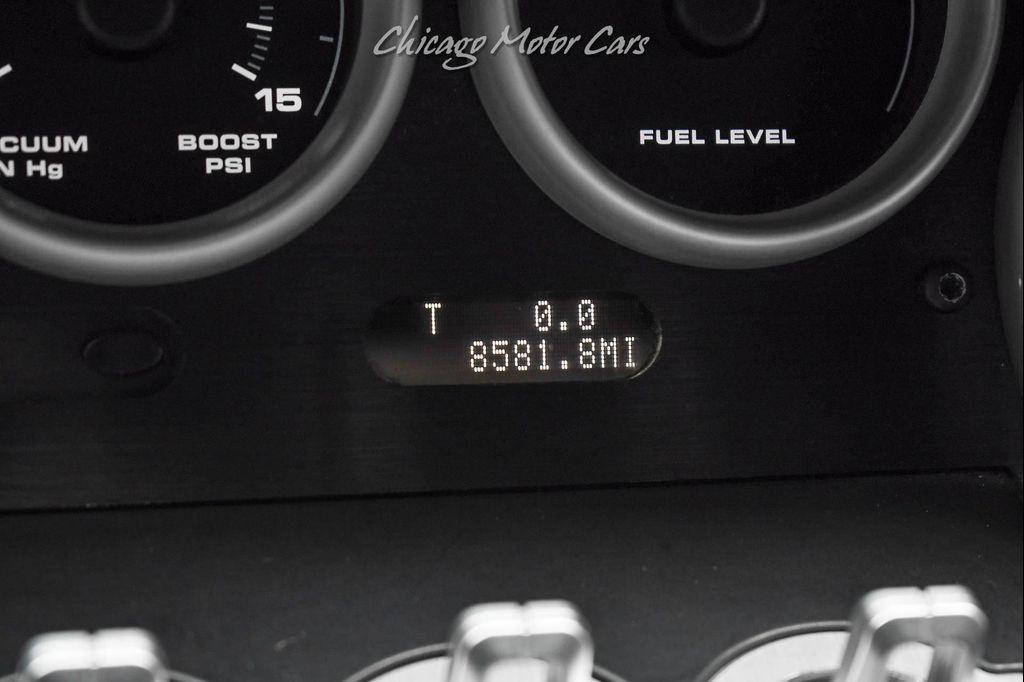 Chicago Motor Cars
15
CUUM
N Hg
BOOST
PSI
FUEL LEVEL
T 0.0
8581.8MI